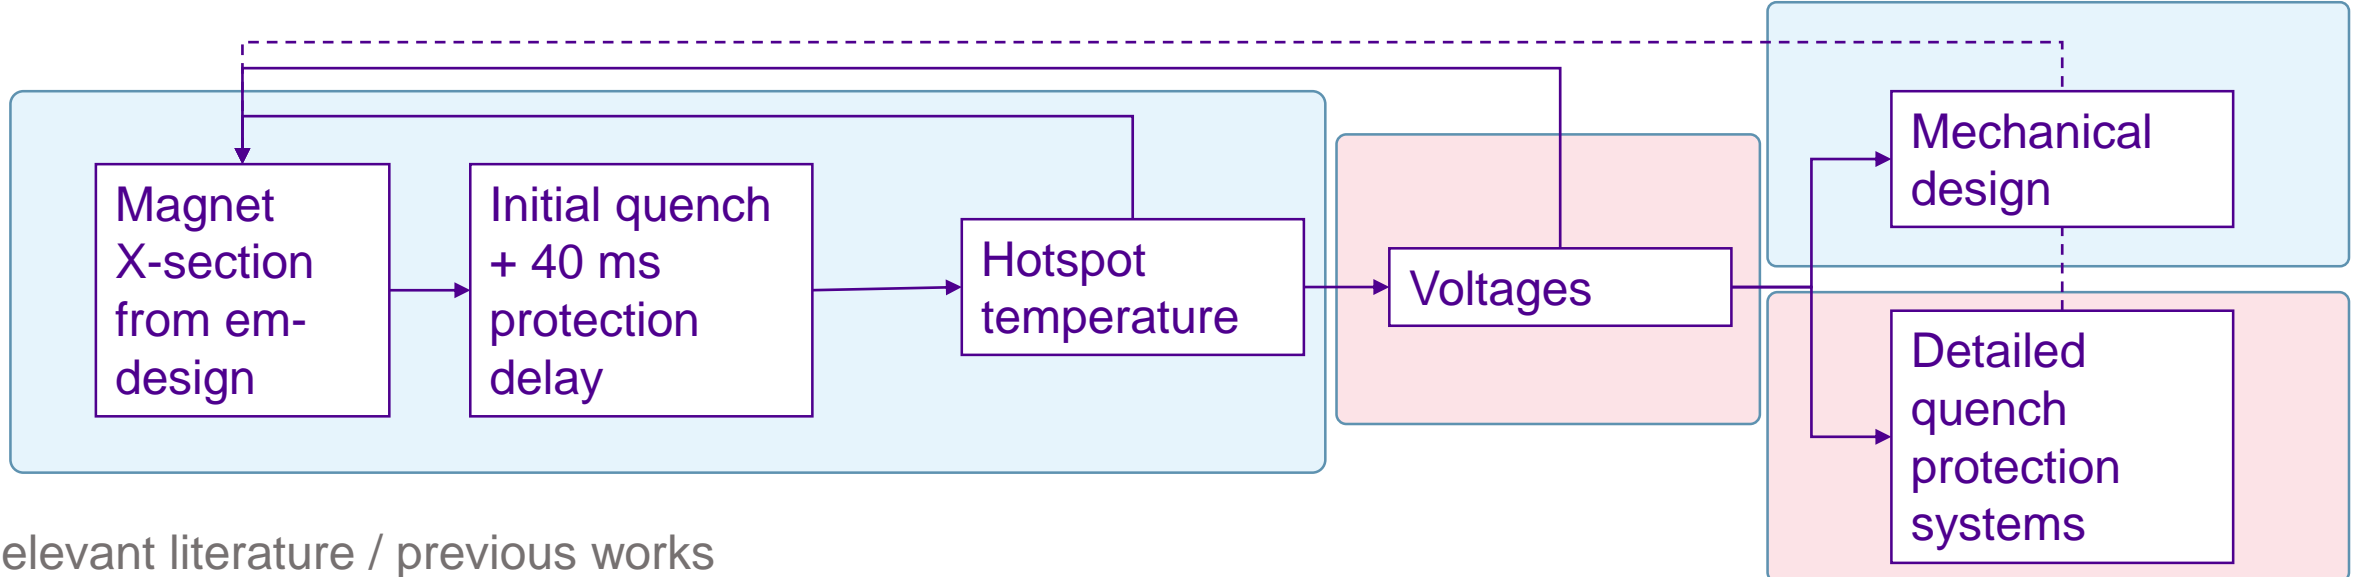 Magnet
X-section
from em-
design
Initial quench
+ 40 ms
protection
delay
Hotspot
temperature
Voltages
Mechanical
design
Detailed
quench
protection
systems
elevant literature / previous works